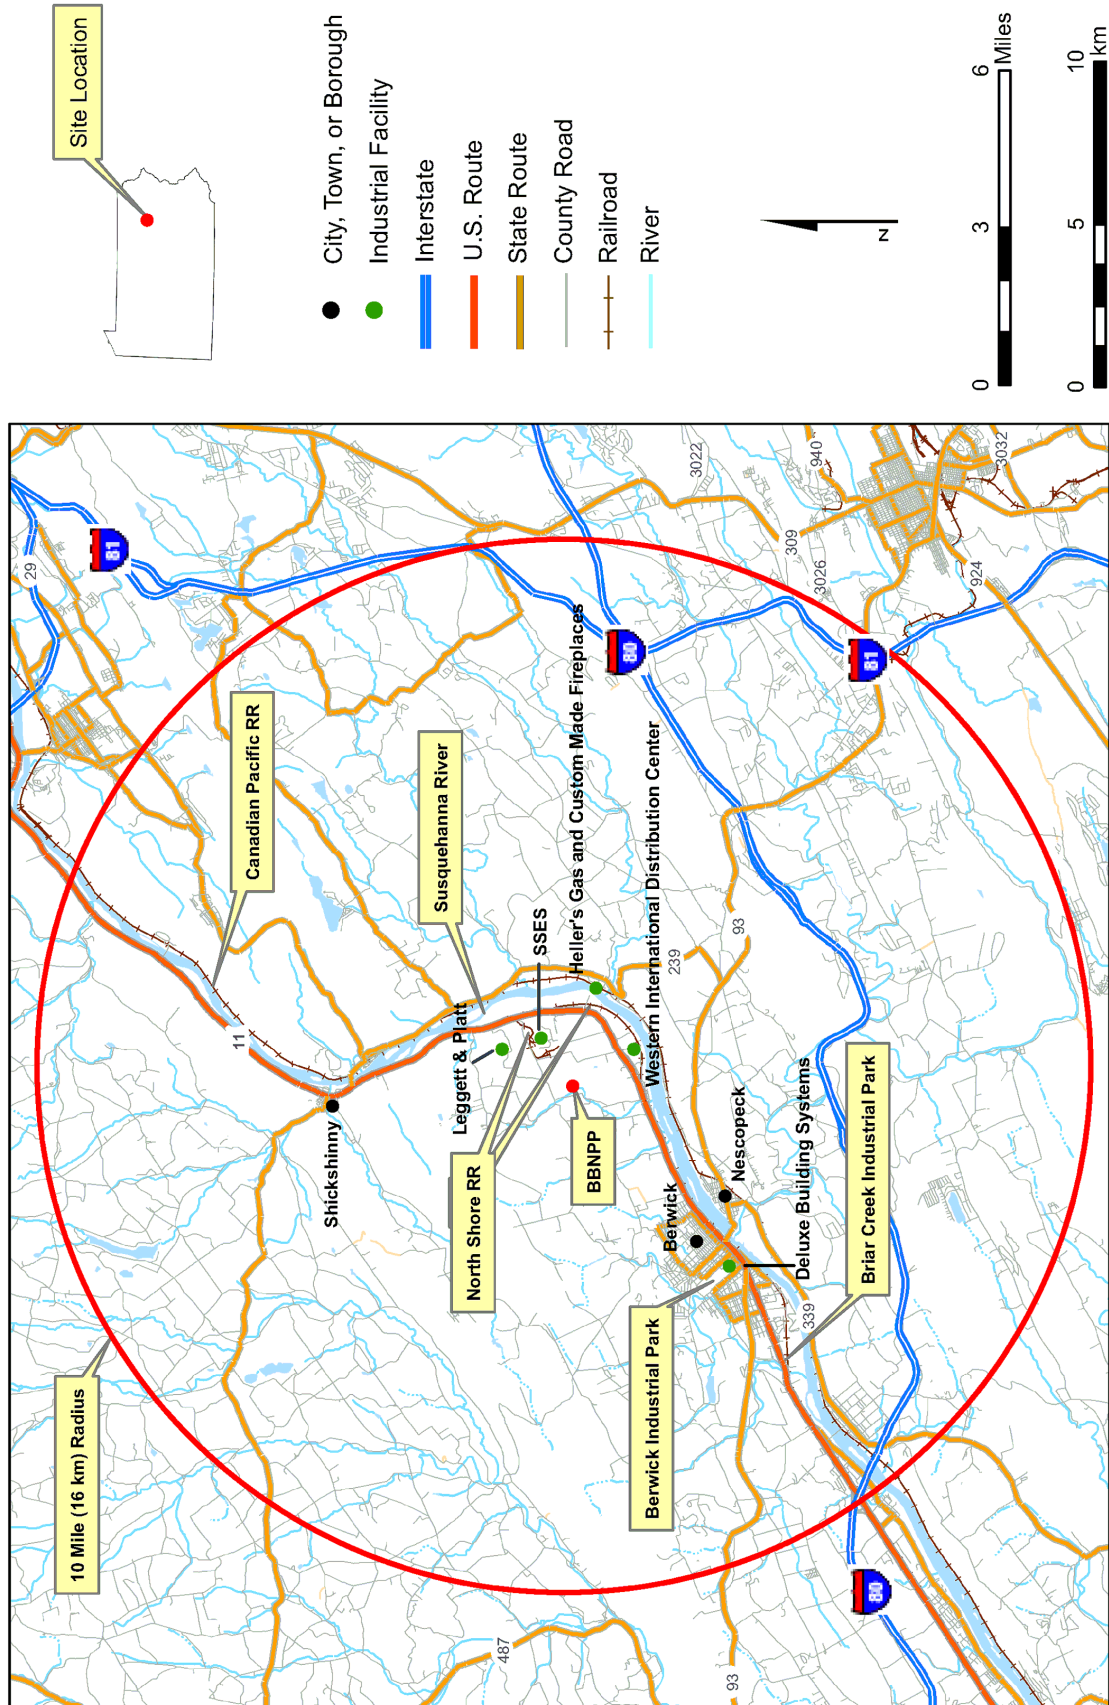 Site Location
City, Town, or Borough
Industrial Facility
Interstate
U.S. Route
State Route
County Road
Railroad
River
N
0
3
6
Miles
0
5
10
km
10 Mile (16 km) Radius
29
81
Canadian Pacific RR
11
Shickshinny
Susquehanna River
Leggett & Platt
SSES
North Shore RR
BBNPP
Heller's Gas and Custom Made Fireplaces
Western International Distribution Center
80
3022
940
3032
309
3026
924
81
239
93
Nescopeck
Berwick
Deluxe Building Systems
Berwick Industrial Park
Briar Creek Industrial Park
339
487
93
80